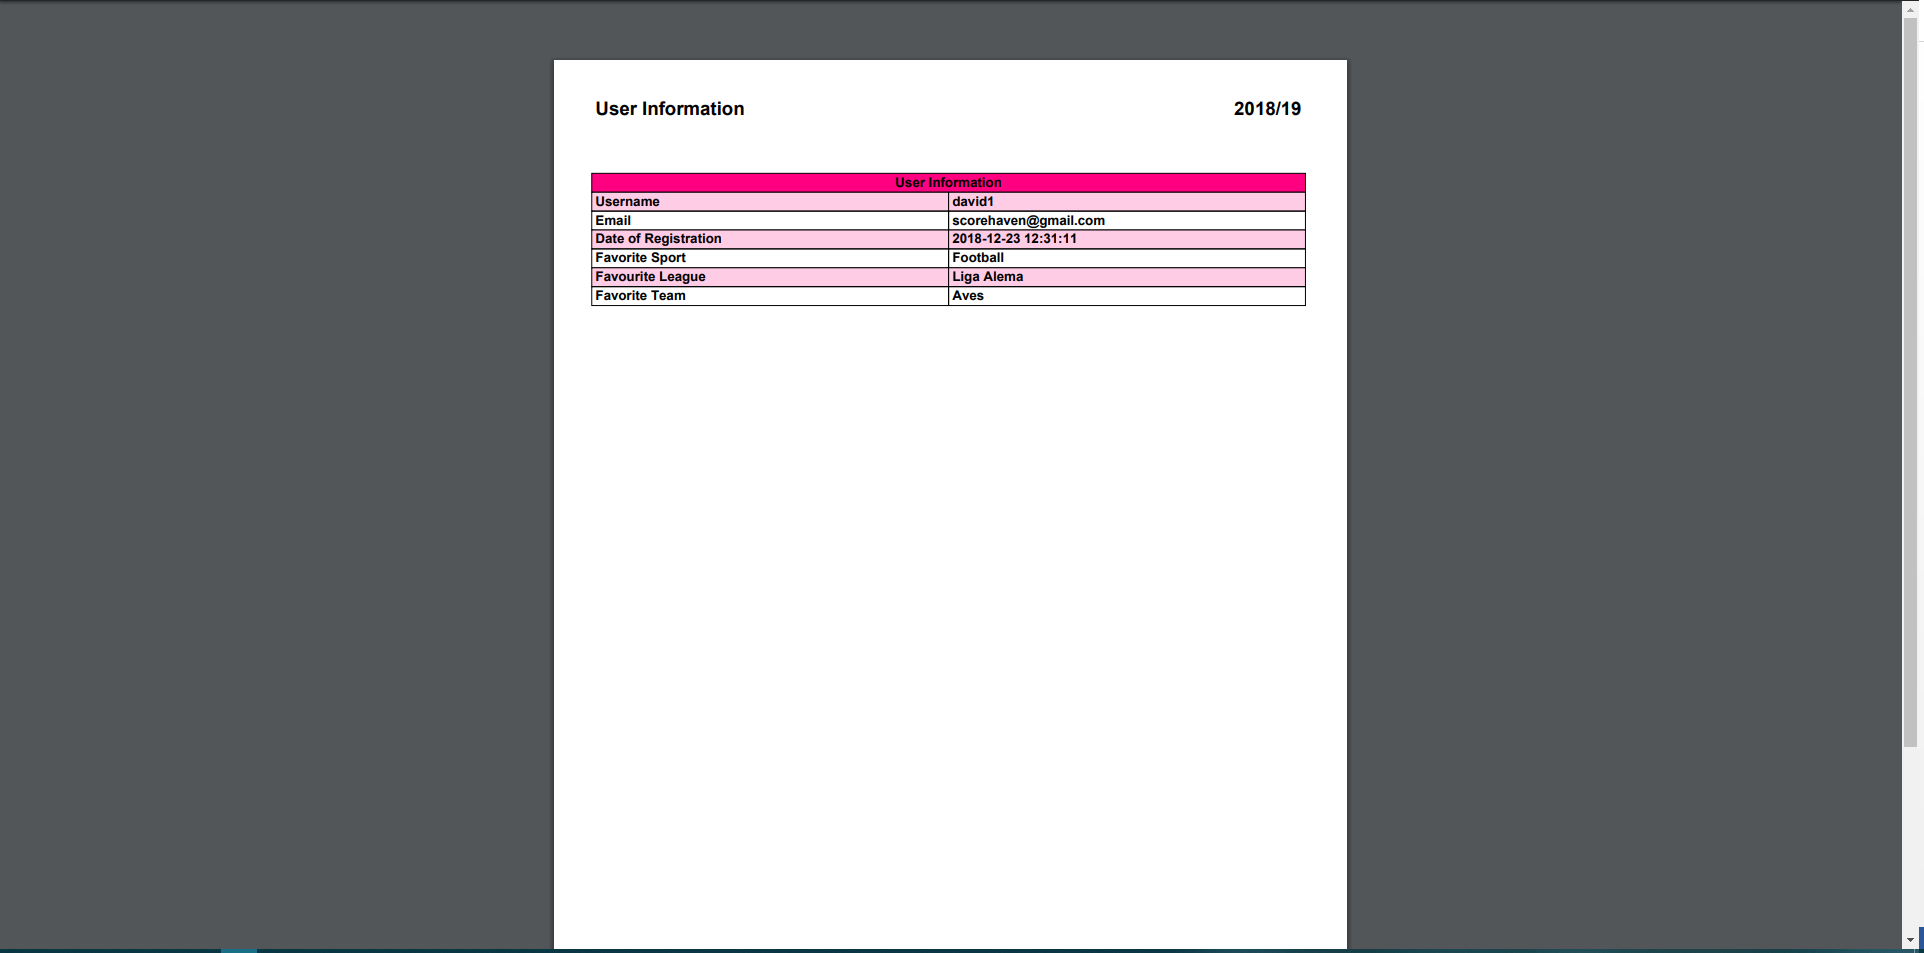 User Information 2018/19
User Information
Username david1
Email scorehaven@gmail.com
Date of Registration 2018-12-23 12:31:11
Favorite Sport Football
Favourite League Liga Alema
Favorite Team Aves